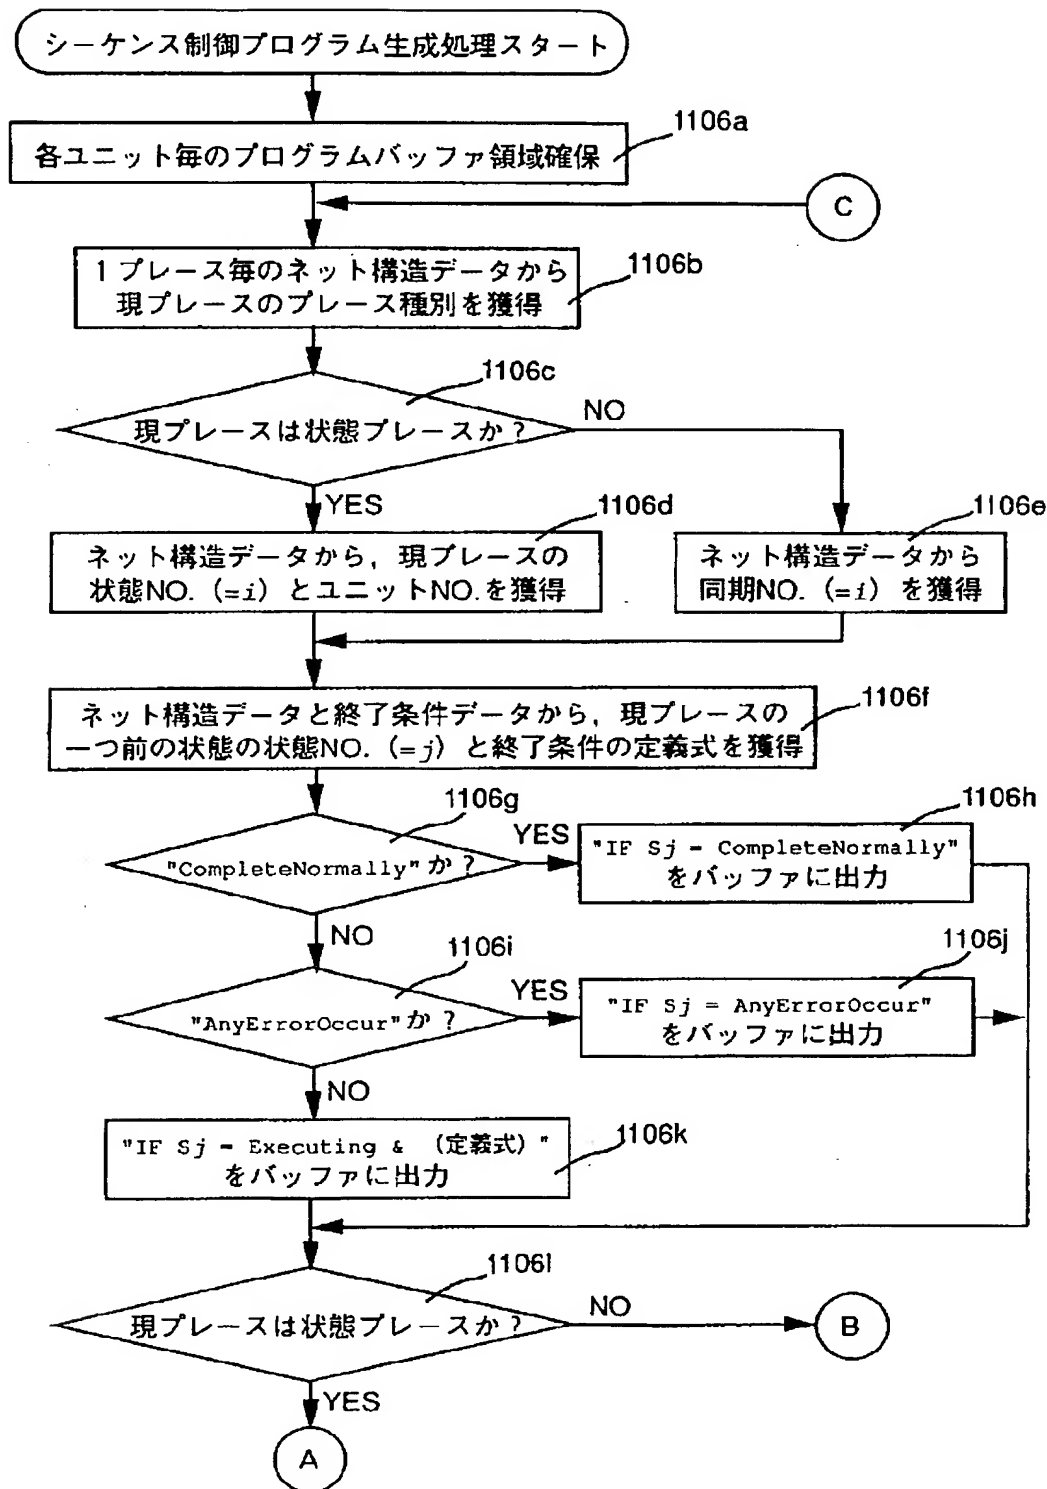 シーケンス制御プログラム生成処理スタート
1106a
各ユニット毎のプログラムバッファ領域確保
C
1プレース毎のネット構造データから
現プレースのプレース種別を獲得
1106b
1106c
現プレースは状態プレースか?
NO
YES
1106d
1106e
ネット構造データから,現プレースの
状態NO.(=i)とユニットNO.を獲得
ネット構造データから
同期NO.(=i)を獲得
1106f
ネット構造データと終了条件データから,現プレースの
一つ前の状態の状態NO.(=j)と終了条件の定義式を獲得
1106g
1106h
"CompleteNormally"か?
YES
"IF Sj = CompleteNormally"
をバッファに出力
NO
1106i
1106j
"AnyErrorOccur"か?
YES
"IF Sj = AnyErrorOccur"
をバッファに出力
NO
"IF Sj = Executing & (定義式)"
をバッファに出力
1106k
1106l
現プレースは状態プレースか?
NO
B
YES
A